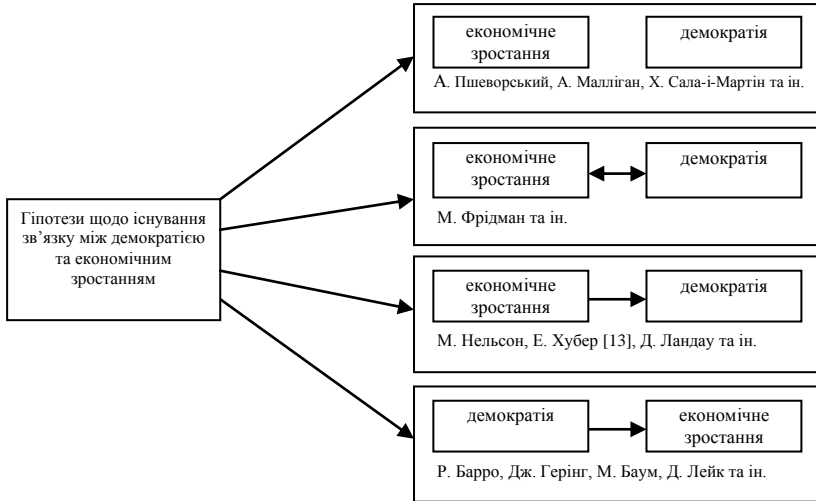 Гіпотези щодо існування
зв’язку між демократією
та економічним
зростанням
економічне
зростання
демократія
А. Пшеворський, А. Малліган, Х. Сала-і-Мартін та ін.
економічне
зростання
демократія
М. Фрідман та ін.
економічне
зростання
демократія
М. Нельсон, Е. Хубер [13], Д. Ландау та ін.
демократія
економічне
зростання
Р. Барро, Дж. Герінг, М. Баум, Д. Лейк та ін.